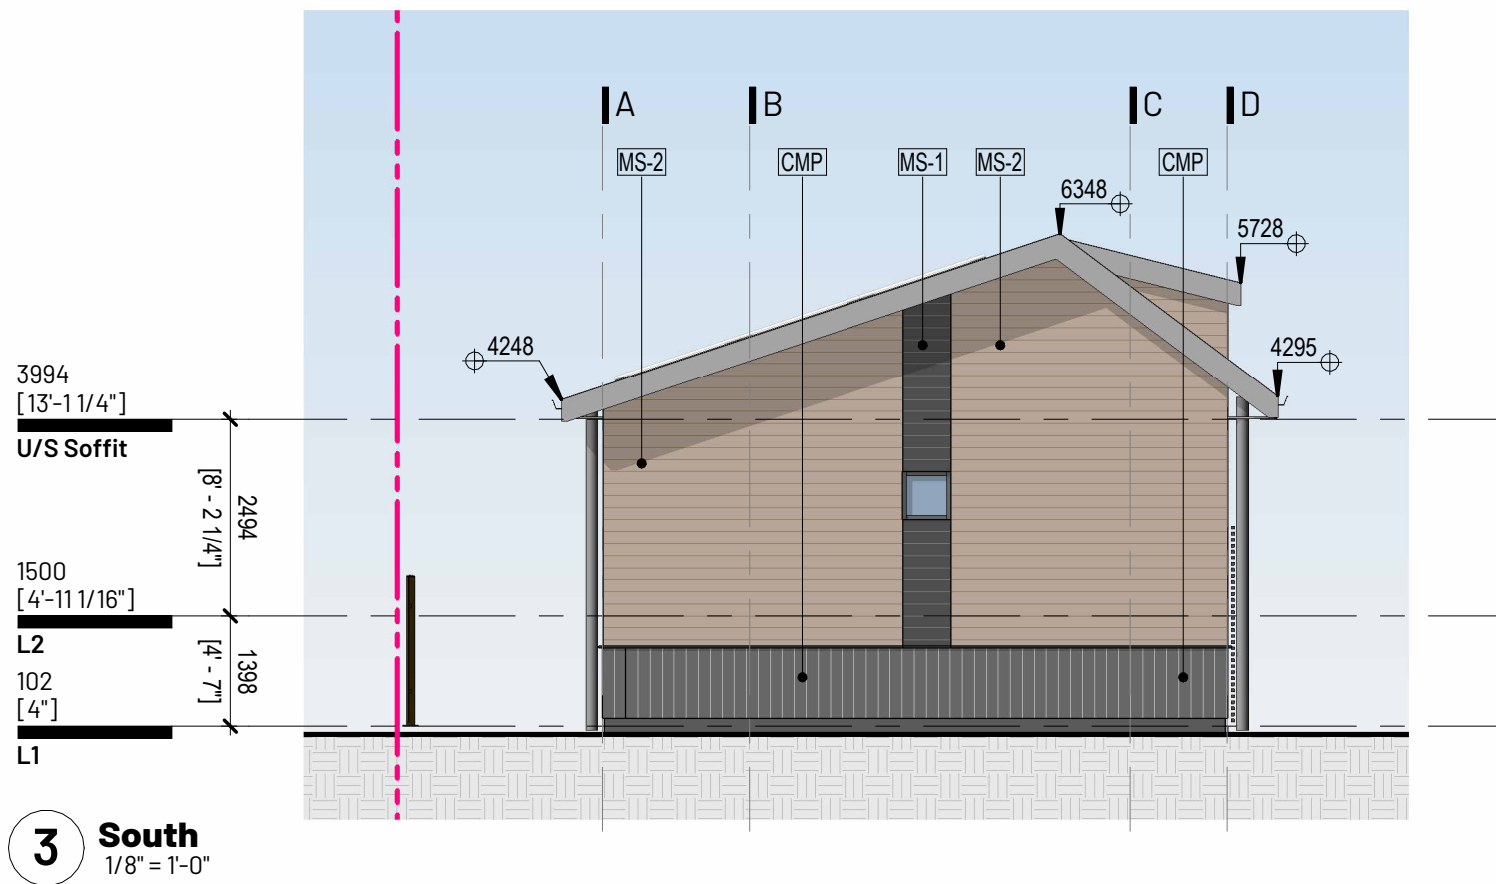 A
B
C
D
MS-2
CMP
MS-1
MS-2
CMP
6348
5728
4248
4295
3994
[13'-1 1/4"]
U/S Soffit
2494
[8' - 2 1/4"]
1500
[4'-11 1/16"]
L2
1398
[4' - 7"]
102
[4"]
L1
3
South
1/8" = 1'-0"